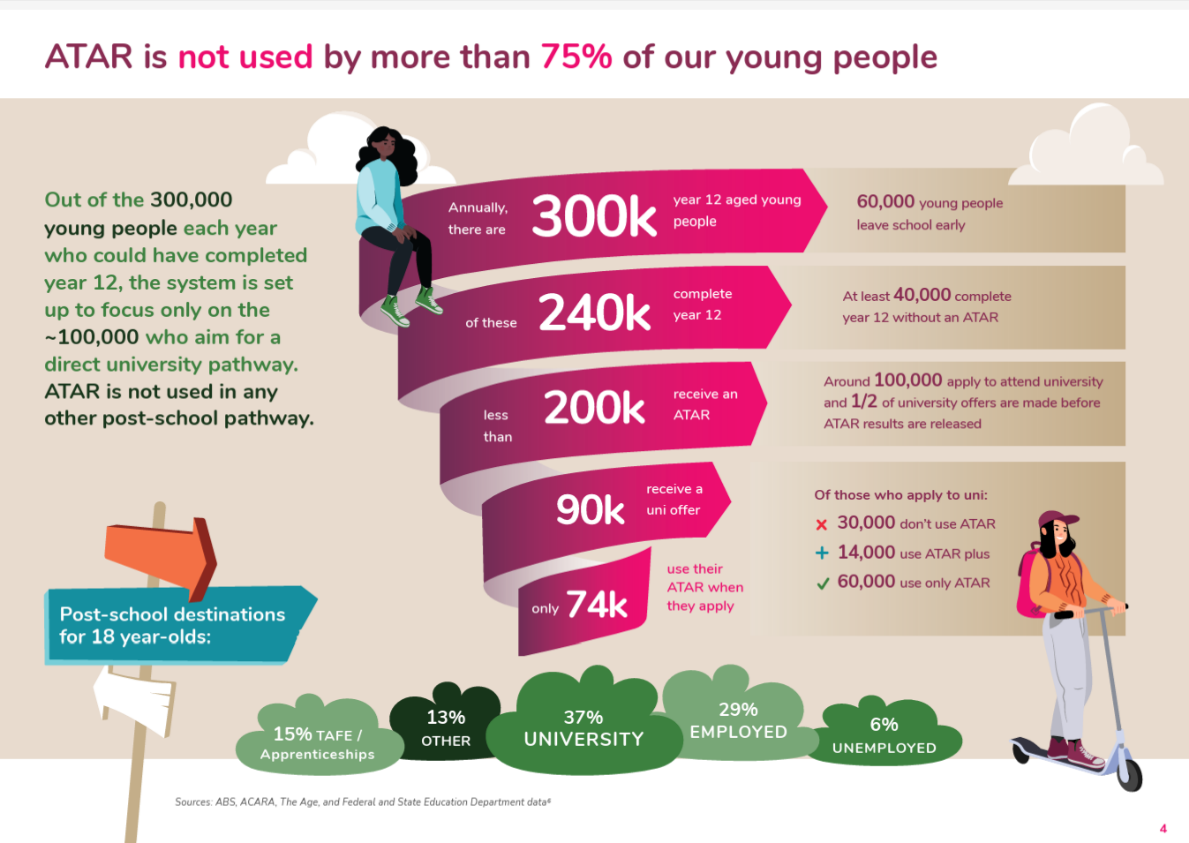 ATAR is not used by more than 75% of our young people
Out of the 300,000
young people each year
who could have completed
year 12, the system is set
up to focus only on the
~100,000 who aim for a
direct university pathway.
ATAR is not used in any
other post-school pathway.
Annually,
there are
300k
year 12 aged young
people
60,000 young people
leave school early
of these
240k
complete
year 12
At least 40,000 complete
year 12 without an ATAR
less
than
200k
receive an
ATAR
Around 100,000 apply to attend university
and 1/2 of university offers are made before
ATAR results are released
90k
receive a
uni offer
Of those who apply to uni:
30,000 don't use ATAR
14,000 use ATAR plus
60,000 use only ATAR
only 74k
use their
ATAR when
they apply
Post-school destinations
for 18 year-olds:
15% TAFE /
Apprenticeships
13%
OTHER
37%
UNIVERSITY
29%
EMPLOYED
6%
UNEMPLOYED
Sources: ABS, ACARA, The Age, and Federal and State Education Department data
4